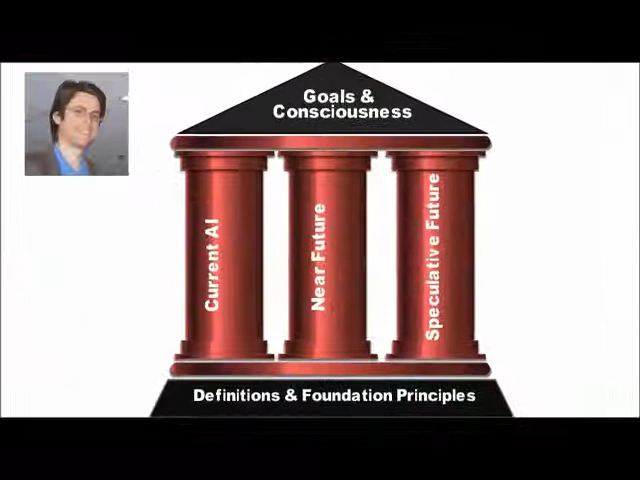 Goals &
Consciousness
Current AI
Near Future
Speculative Future
Definitions & Foundation Principles